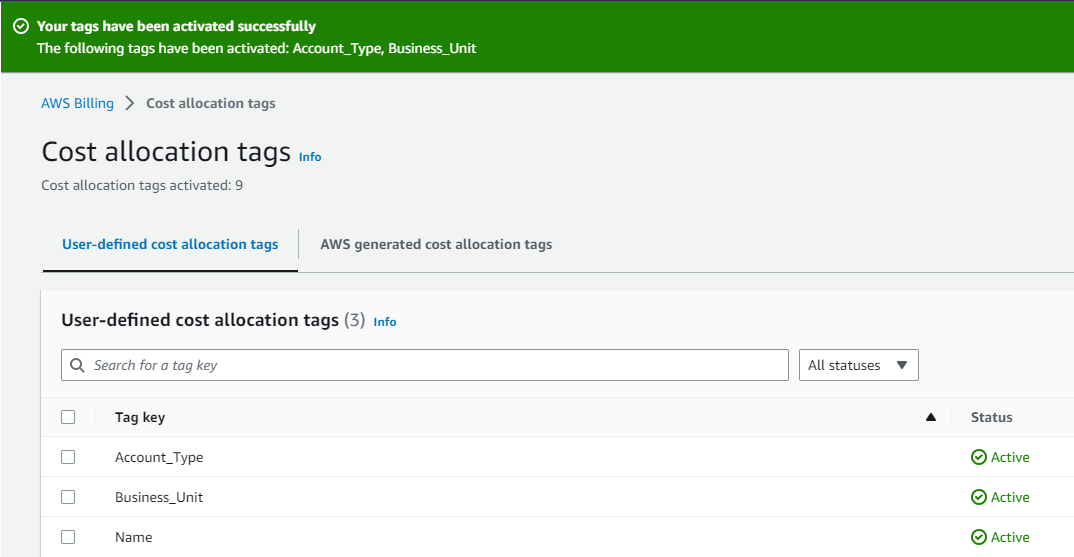 Your tags have been activated successfully
The following tags have been activated: Account_Type, Business_Unit
AWS Billing > Cost allocation tags
Cost allocation tags Info
Cost allocation tags activated: 9
User-defined cost allocation tags AWS generated cost allocation tags
User-defined cost allocation tags (3) Info
Search for a tag key All statuses
Tag key Status
Account_Type Active
Business_Unit Active
Name Active